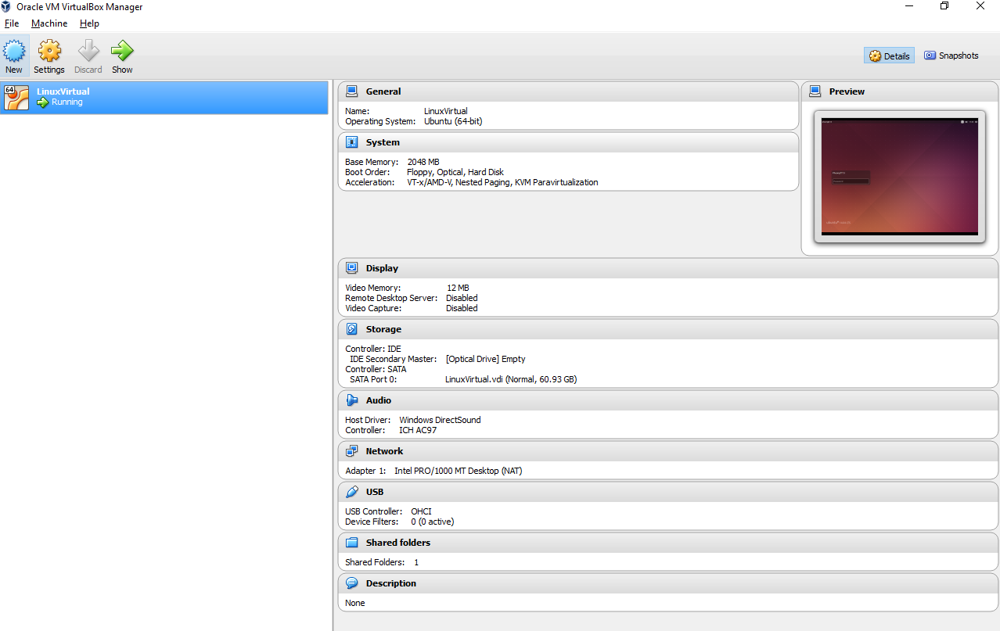 Oracle VM VirtualBox Manager
File Machine Help
New Settings Discard Show
Details Snapshots
64
LinuxVirtual
Running
General
Name: LinuxVirtual
Operating System: Ubuntu (64-bit)
System
Base Memory: 2048 MB
Boot Order: Floppy, Optical, Hard Disk
Acceleration: VT-x/AMD-V, Nested Paging, KVM Paravirtualization
Preview
Display
Video Memory: 12 MB
Remote Desktop Server: Disabled
Video Capture: Disabled
Storage
Controller: IDE
IDE Secondary Master: [Optical Drive] Empty
Controller: SATA
SATA Port 0: LinuxVirtual.vdi (Normal, 60.93 GB)
Audio
Host Driver: Windows DirectSound
Controller: ICH AC97
Network
Adapter 1: Intel PRO/1000 MT Desktop (NAT)
USB
USB Controller: OHCI
Device Filters: 0 (0 active)
Shared folders
Shared Folders: 1
Description
None